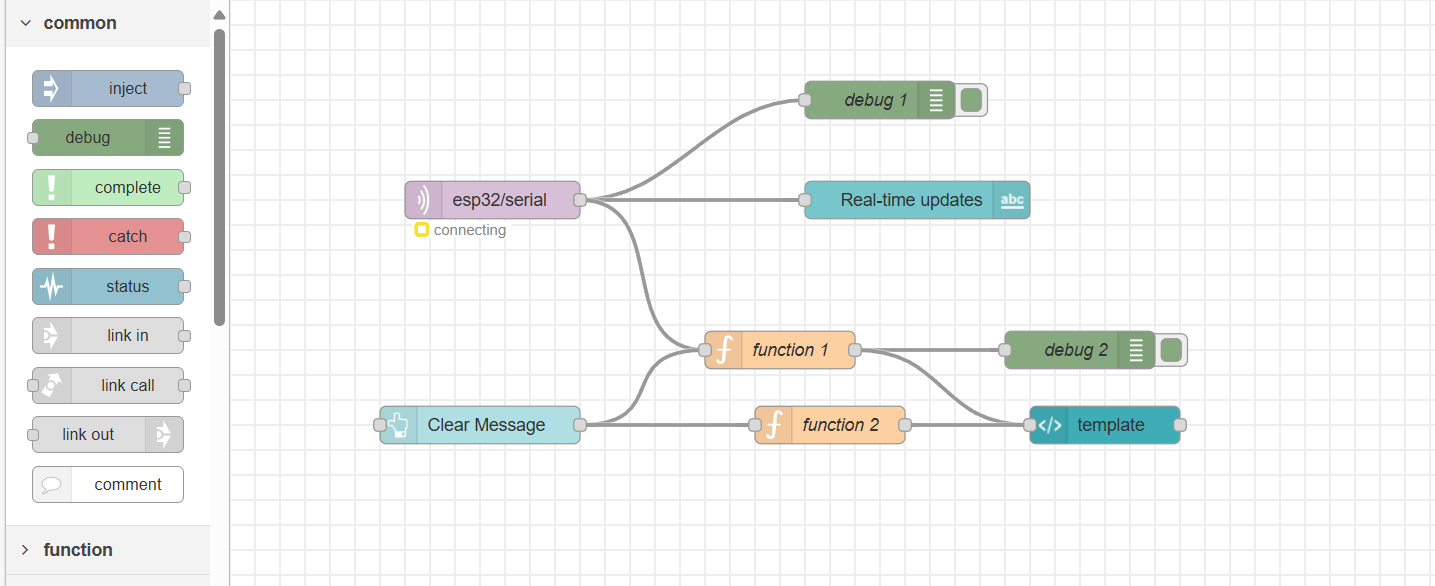 common
inject
debug
complete
catch
status
link in
link call
link out
comment
function
debug 1
esp32/serial
connecting
Real-time updates
abc
function 1
debug 2
Clear Message
function 2
</> template